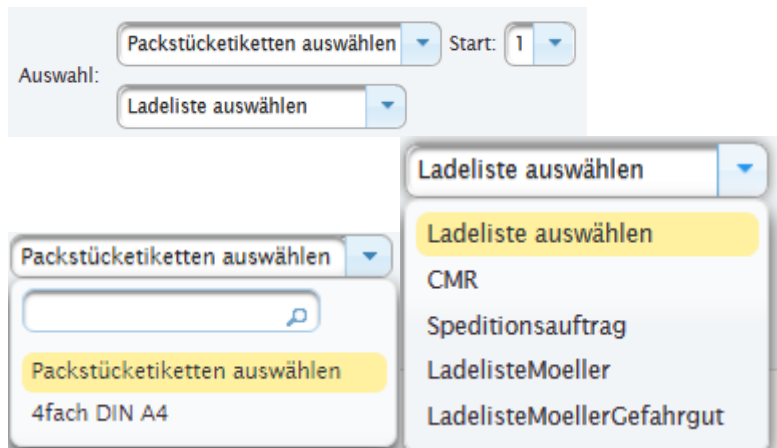 Packstücketiketten auswählen Start: 1
Auswahl:
Ladeliste auswählen
Ladeliste auswählen
Ladeliste auswählen
CMR
Speditionsauftrag
LadelisteMoeller
LadelisteMoellerGefahrgut
Packstücketiketten auswählen
Packstücketiketten auswählen
4fach DIN A4